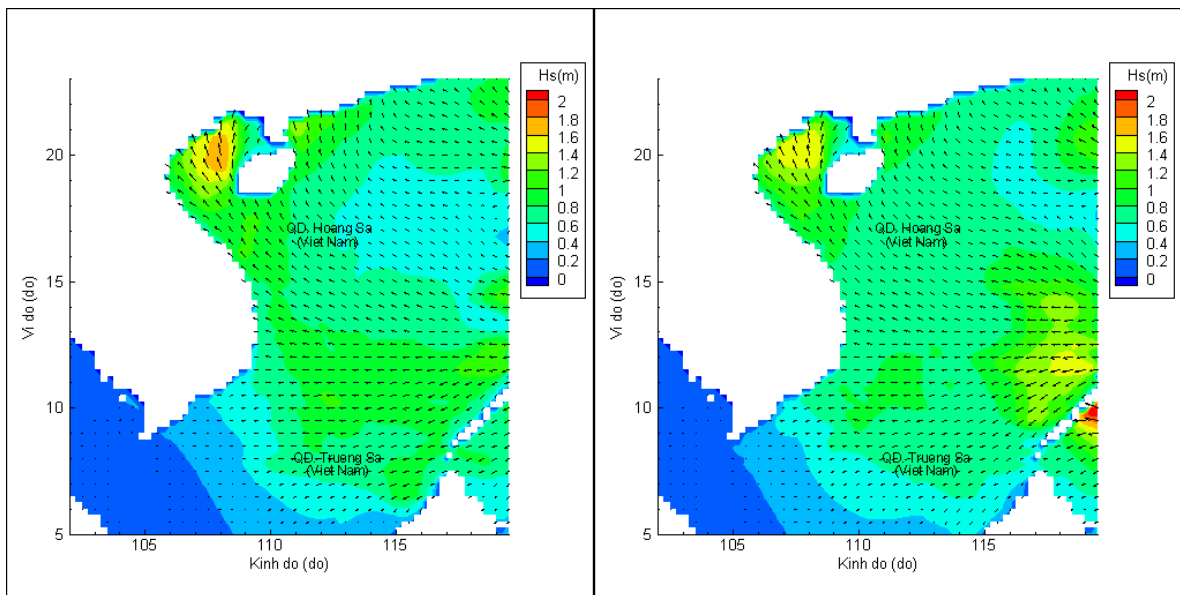 Hs(m)
2
1.8
1.6
1.4
1.2
1
0.8
0.6
0.4
0.2
0
20
15
10
5
Vi do (do)
QD. Hoang Sa
(Viet Nam)
QD. Truong Sa
(Viet Nam)
105
110
115
Kinh do (do)
Hs(m)
2
1.8
1.6
1.4
1.2
1
0.8
0.6
0.4
0.2
0
20
15
10
5
Vi do (do)
QD. Hoang Sa
(Viet Nam)
QD. Truong Sa
(Viet Nam)
105
110
115
Kinh do (do)